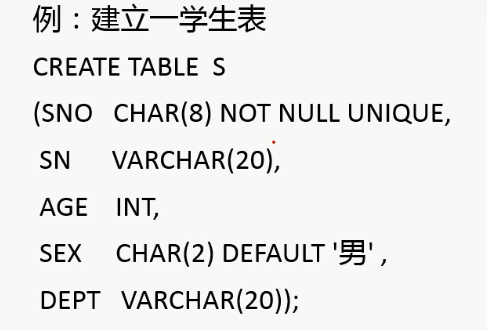 例：建立一学生表
CREATE TABLE S
(SNO CHAR(8) NOT NULL UNIQUE,
SN VARCHAR(20),
AGE INT,
SEX CHAR(2) DEFAULT '男' ,
DEPT VARCHAR(20));